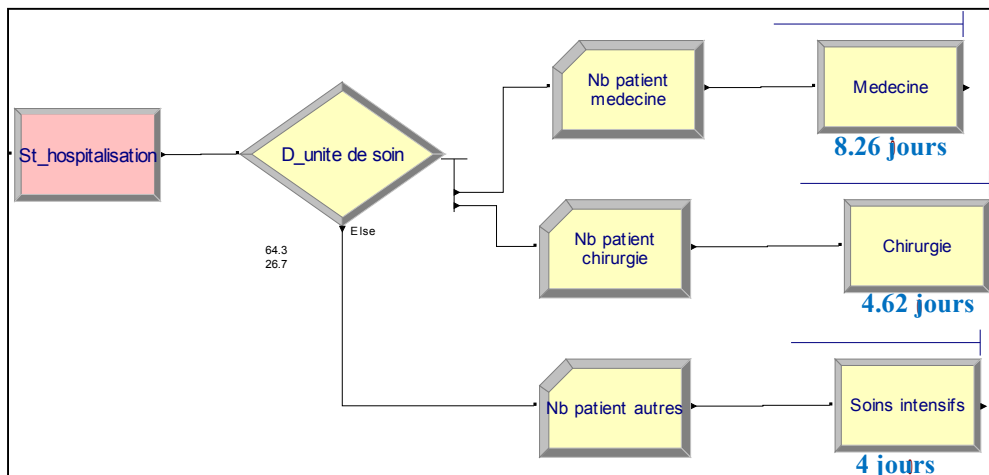 Nb patient
medecine
Medecine
8.26 jours
St_hospitalisation
D_unite de soin
Else
64.3
26.7
Nb patient
chirurgie
Chirurgie
4.62 jours
Nb patient autres
Soins intensifs
4 jours